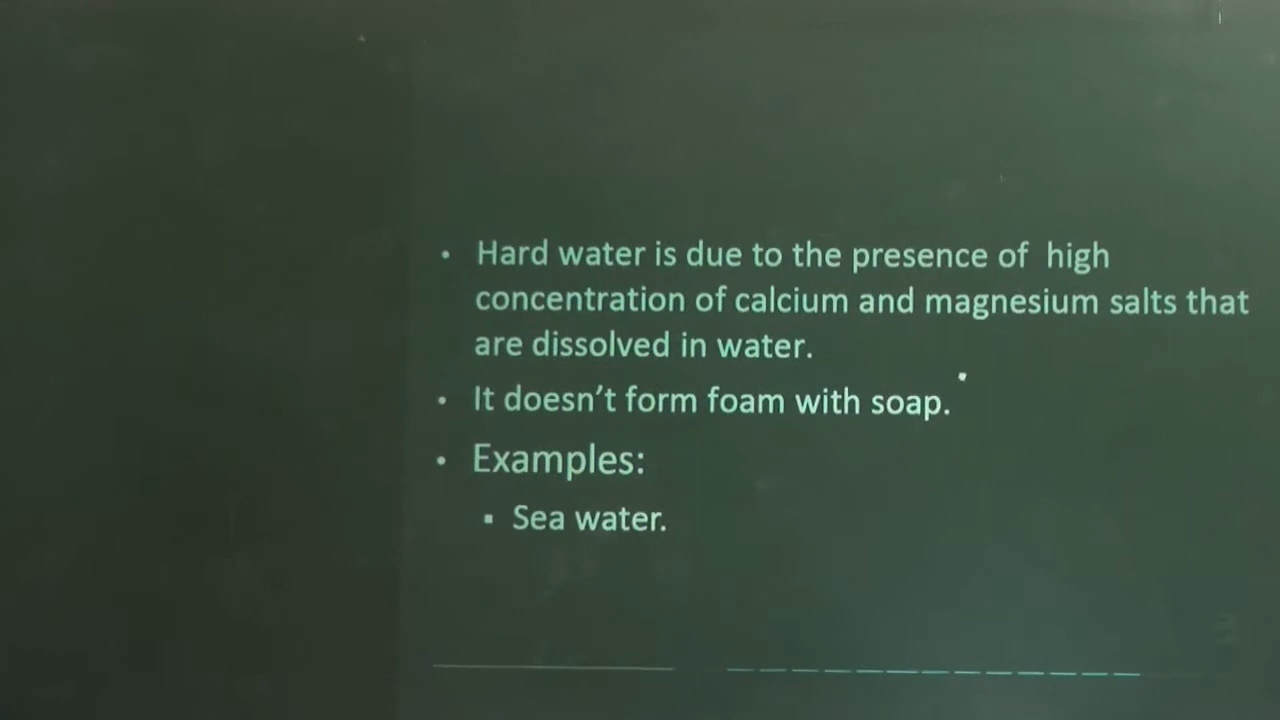 • Hard water is due to the presence of high
concentration of calcium and magnesium salts that
are dissolved in water.
• It doesn't form foam with soap.
• Examples:
▪ Sea water.